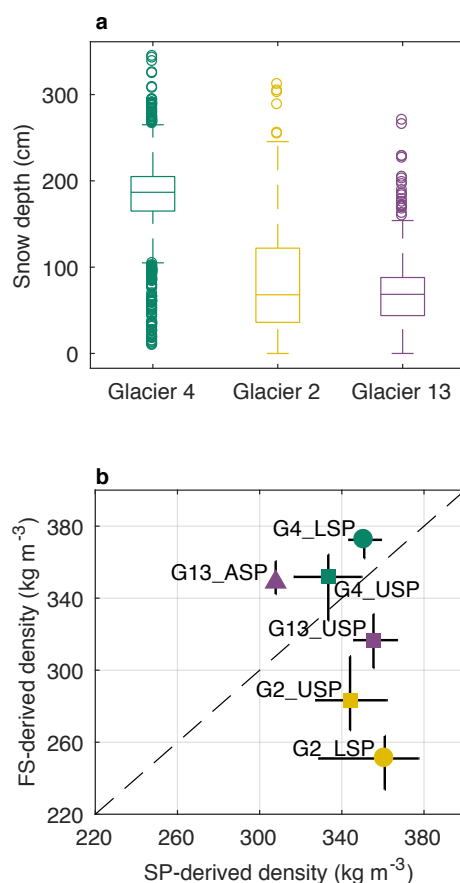 a
Snow depth (cm)
300
200
100
0
Glacier 4 Glacier 2 Glacier 13
b
FS-derived density (kg m⁻³)
380
340
300
260
220
G4_LSP
G13_ASP
G4_USP
G13_USP
G2_USP
G2_LSP
220 260 300 340 380
SP-derived density (kg m⁻³)